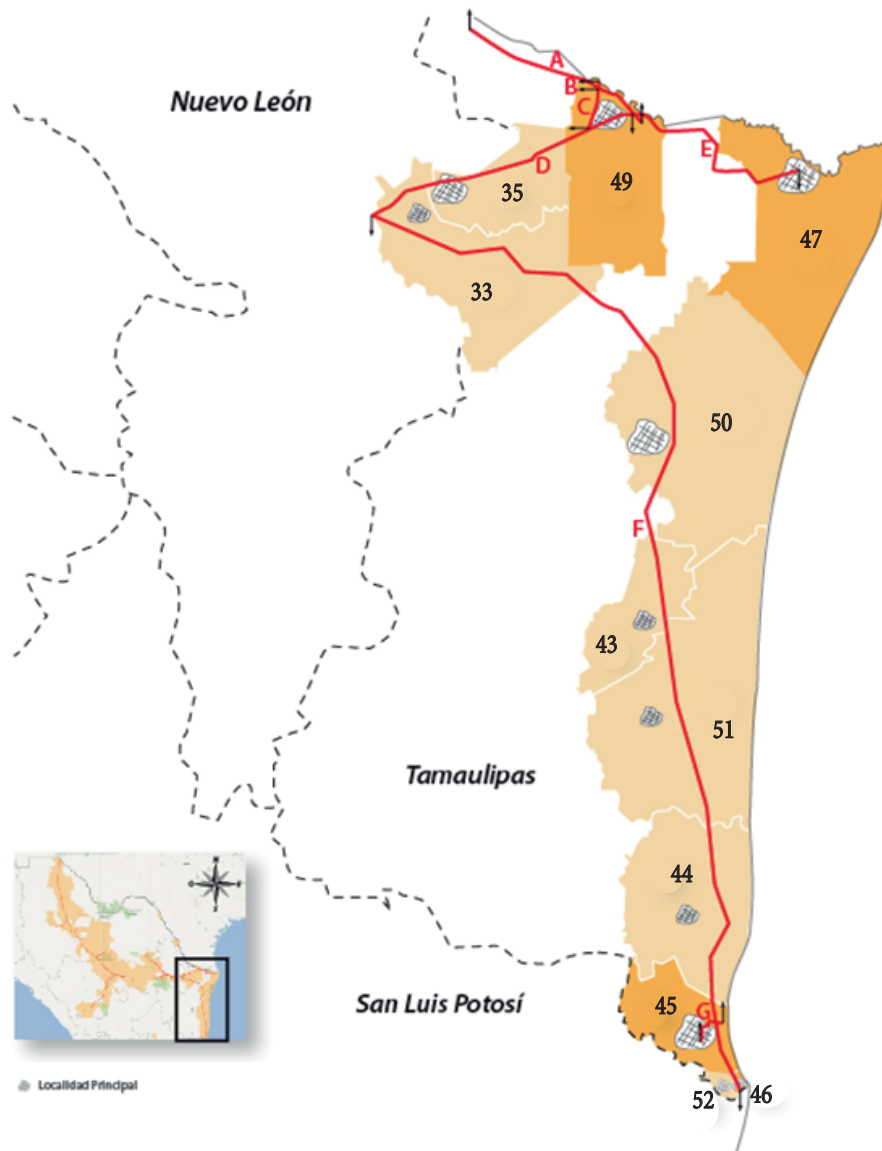 A
B
Nuevo León
C
E
D
35
49
47
33
50
F
43
51
Tamaulipas
44
San Luis Potosí
45
G
Localidad Principal
52
46